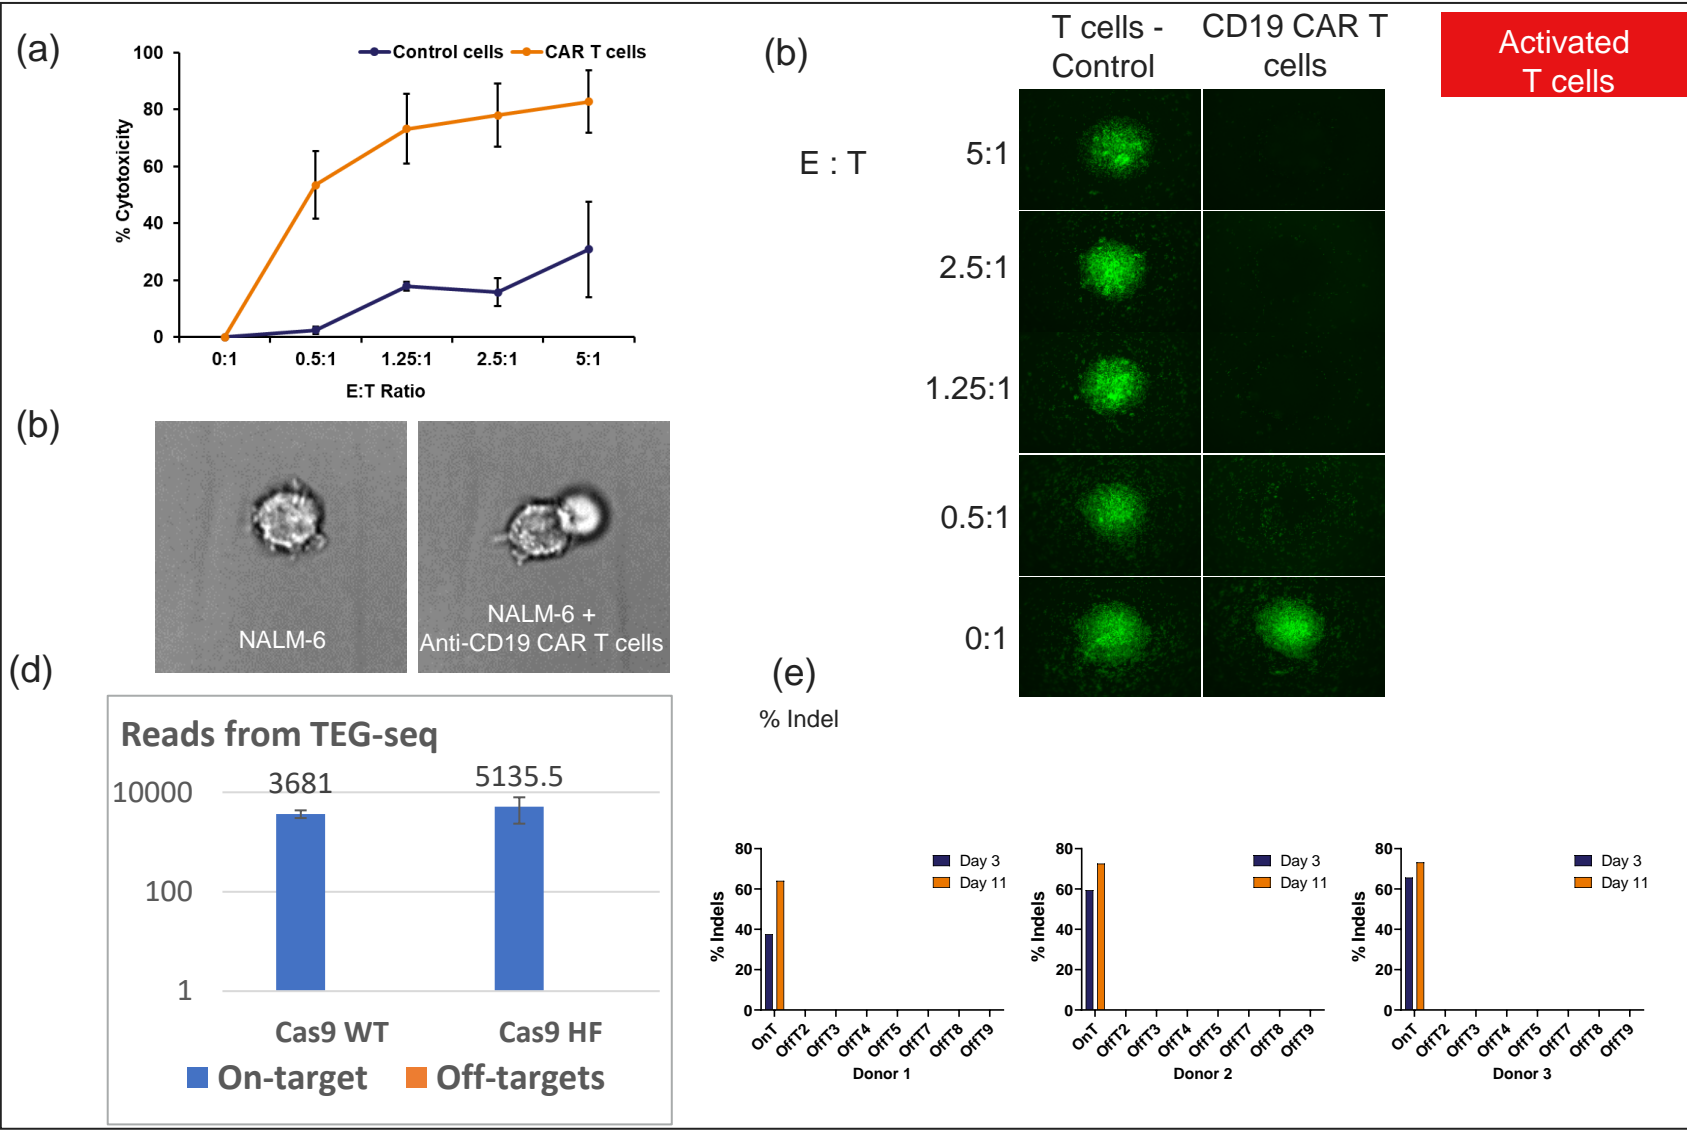 (a)
100
80
60
40
20
0
% Cytotoxicity
Control cells
CAR T cells
0:1
0.5:1
1.25:1
2.5:1
5:1
E:T Ratio
(b)
T cells -
Control
CD19 CAR T
cells
Activated
T cells
E : T
5:1
2.5:1
1.25:1
0.5:1
0:1
(b)
NALM-6
NALM-6 +
Anti-CD19 CAR T cells
(d)
Reads from TEG-seq
3681
5135.5
10000
100
1
Cas9 WT
Cas9 HF
On-target
Off-targets
(e)
% Indel
80
60
40
20
0
% Indels
Day 3
Day 11
OnT
OffT2
OffT3
OffT4
OffT5
OffT7
OffT8
OffT9
Donor 1
80
60
40
20
0
% Indels
Day 3
Day 11
OnT
OffT2
OffT3
OffT4
OffT5
OffT7
OffT8
OffT9
Donor 2
80
60
40
20
0
% Indels
Day 3
Day 11
OnT
OffT2
OffT3
OffT4
OffT5
OffT7
OffT8
OffT9
Donor 3